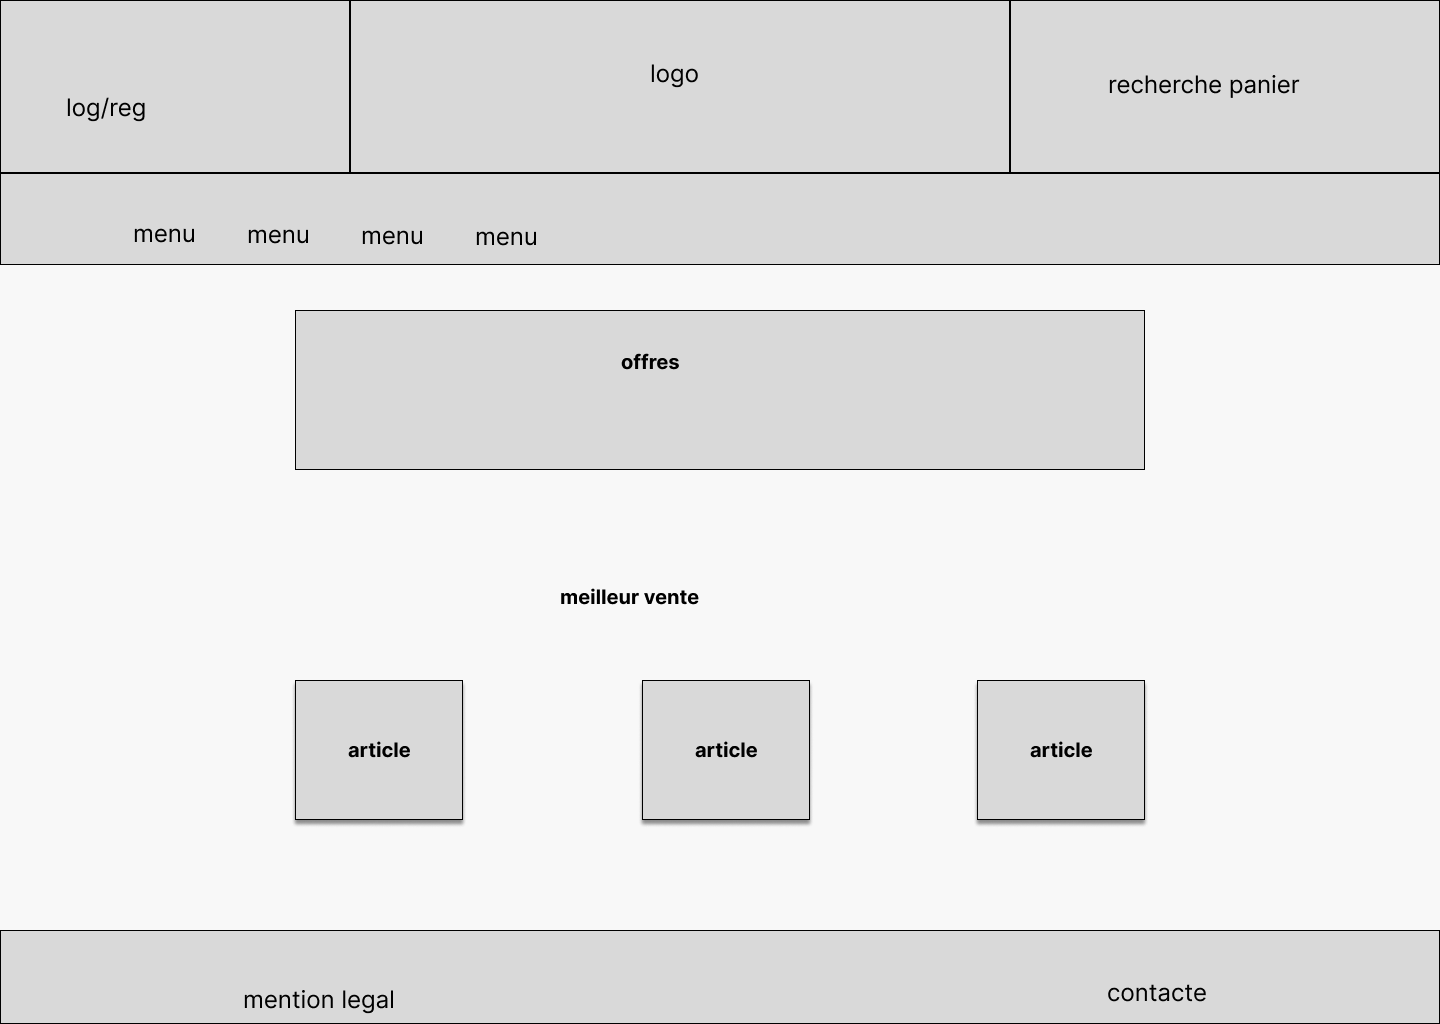 log/reg
logo
recherche panier
menu menu menu menu
offres
meilleur vente
article article article
mention legal
contacte